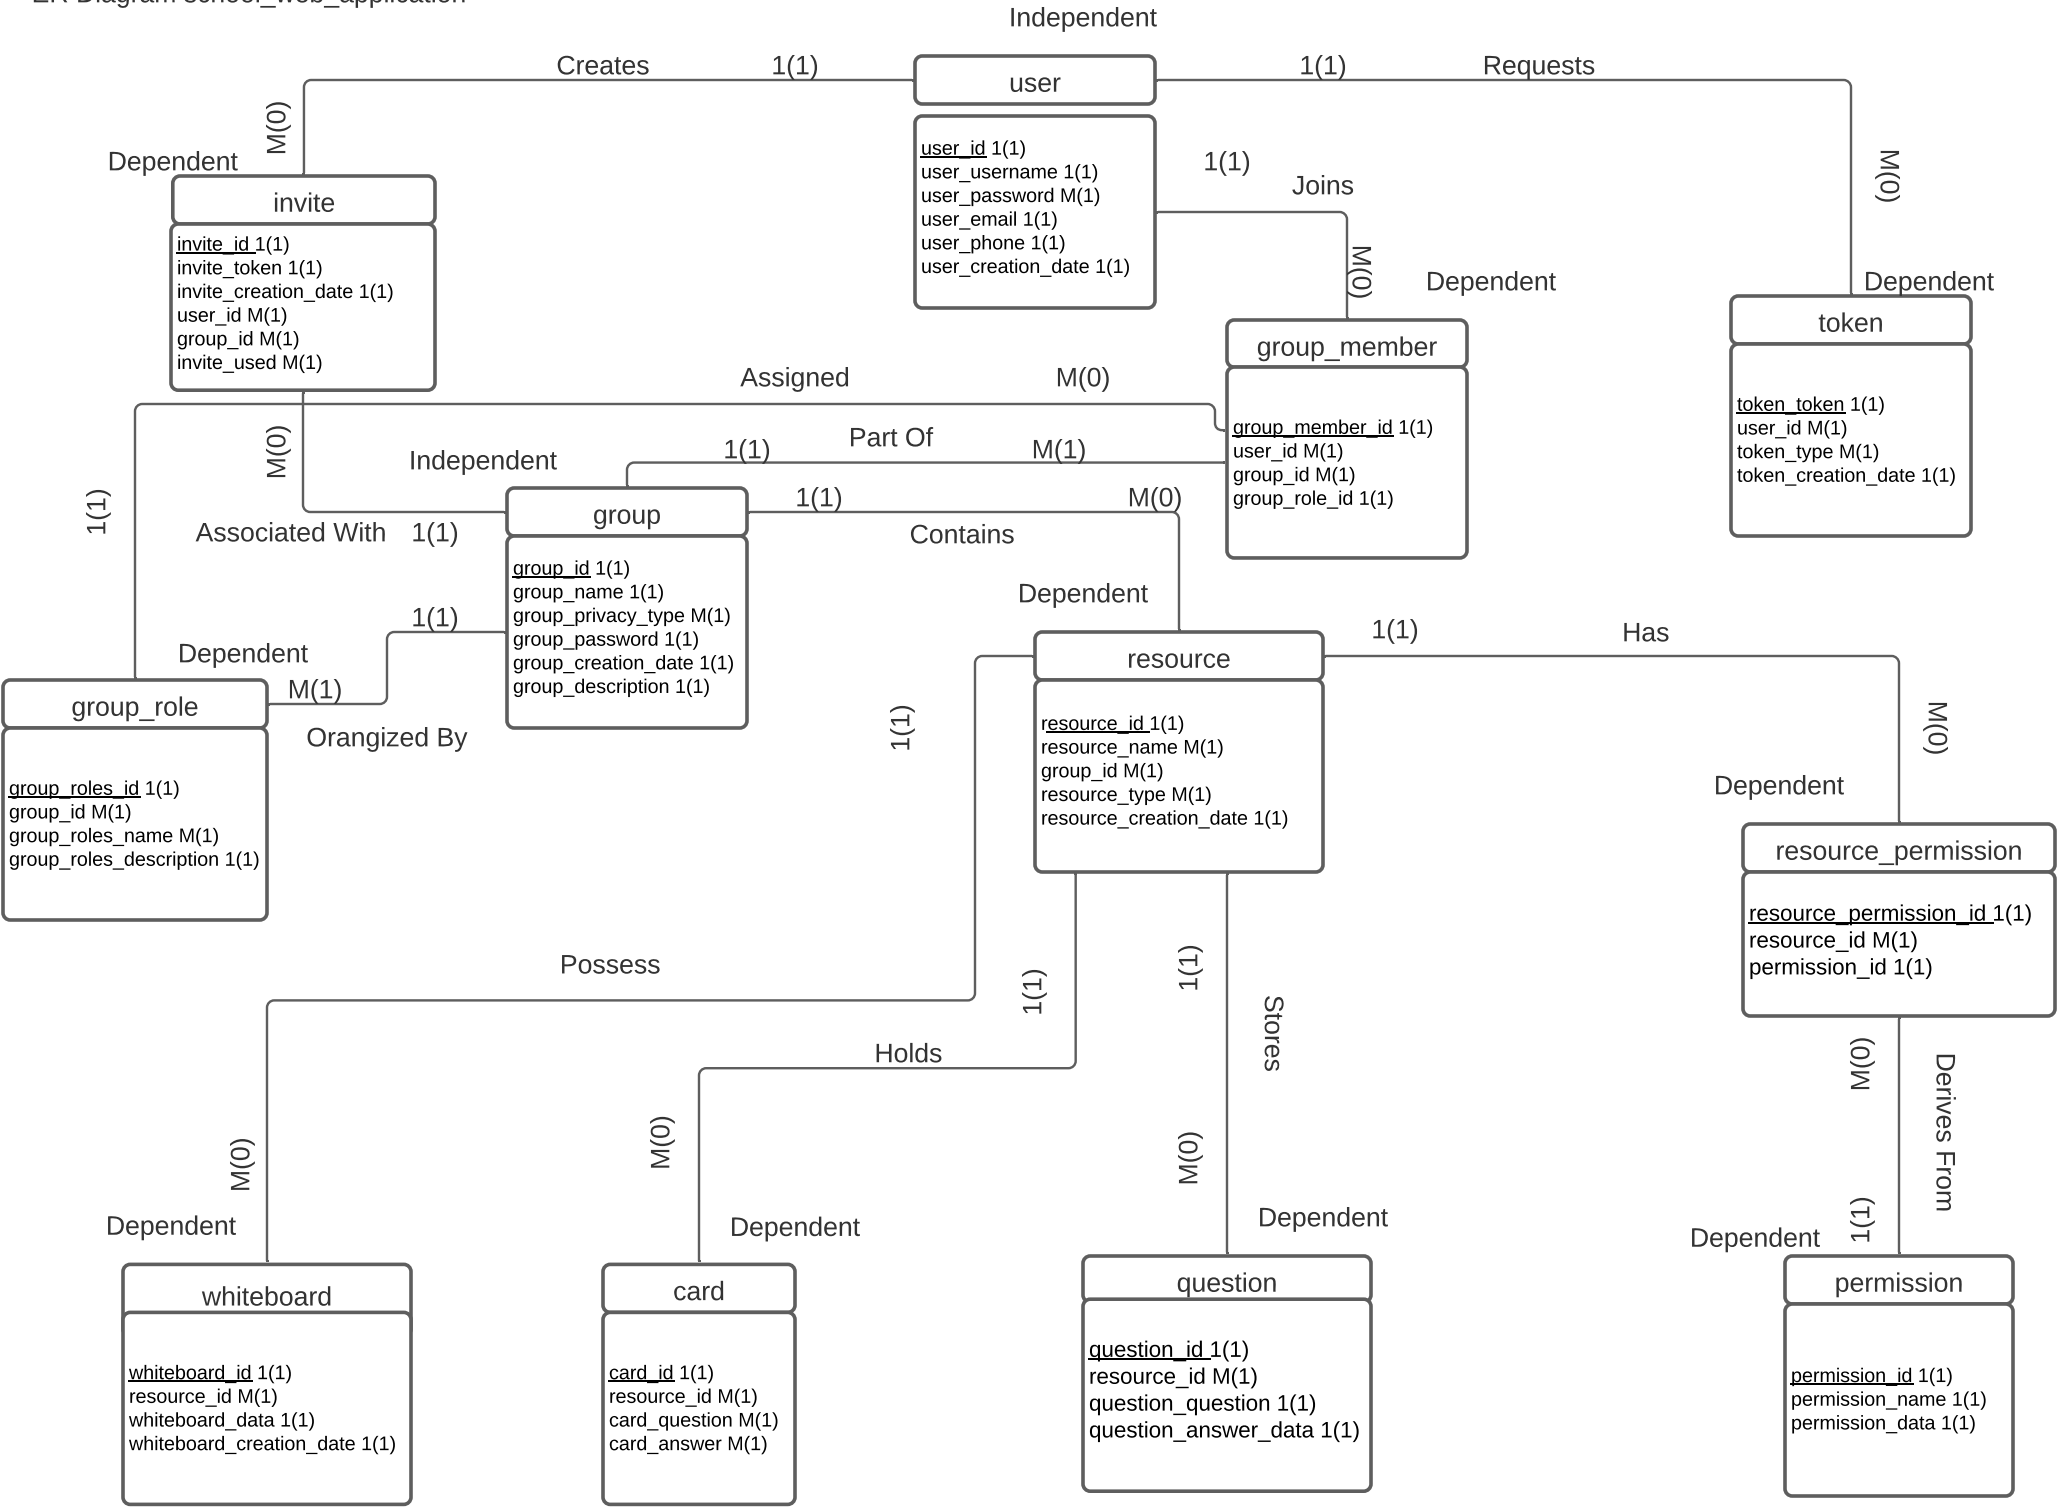 ER Diagram school_web_application
Independent
Creates
1(1)
user
1(1)
Requests
M(0)
Dependent
invite
invite_id 1(1)
invite_token 1(1)
invite_creation_date 1(1)
user_id M(1)
group_id M(1)
invite_used M(1)
user_id 1(1)
user_username 1(1)
user_password M(1)
user_email 1(1)
user_phone 1(1)
user_creation_date 1(1)
1(1)
Joins
M(0)
Dependent
M(0)
Dependent
token
token_token 1(1)
user_id M(1)
token_type M(1)
token_creation_date 1(1)
group_member
group_member_id 1(1)
user_id M(1)
group_id M(1)
group_role_id 1(1)
Assigned
M(0)
1(1)
Part Of
M(1)
M(0)
Independent
1(1)
Associated With
1(1)
group
group_id 1(1)
group_name 1(1)
group_privacy_type M(1)
group_password 1(1)
group_creation_date 1(1)
group_description 1(1)
1(1)
M(0)
Contains
Dependent
1(1)
Dependent
M(1)
Orangized By
group_role
group_roles_id 1(1)
group_id M(1)
group_roles_name M(1)
group_roles_description 1(1)
resource
resource_id 1(1)
resource_name M(1)
group_id M(1)
resource_type M(1)
resource_creation_date 1(1)
1(1)
Has
M(0)
Dependent
resource_permission
resource_permission_id 1(1)
resource_id M(1)
permission_id 1(1)
1(1)
Possess
M(0)
1(1)
Holds
M(0)
1(1)
Stores
M(0)
M(0)
Derives From
1(1)
Dependent
whiteboard
whiteboard_id 1(1)
resource_id M(1)
whiteboard_data 1(1)
whiteboard_creation_date 1(1)
Dependent
card
card_id 1(1)
resource_id M(1)
card_question M(1)
card_answer M(1)
Dependent
question
question_id 1(1)
resource_id M(1)
question_question 1(1)
question_answer_data 1(1)
Dependent
permission
permission_id 1(1)
permission_name 1(1)
permission_data 1(1)